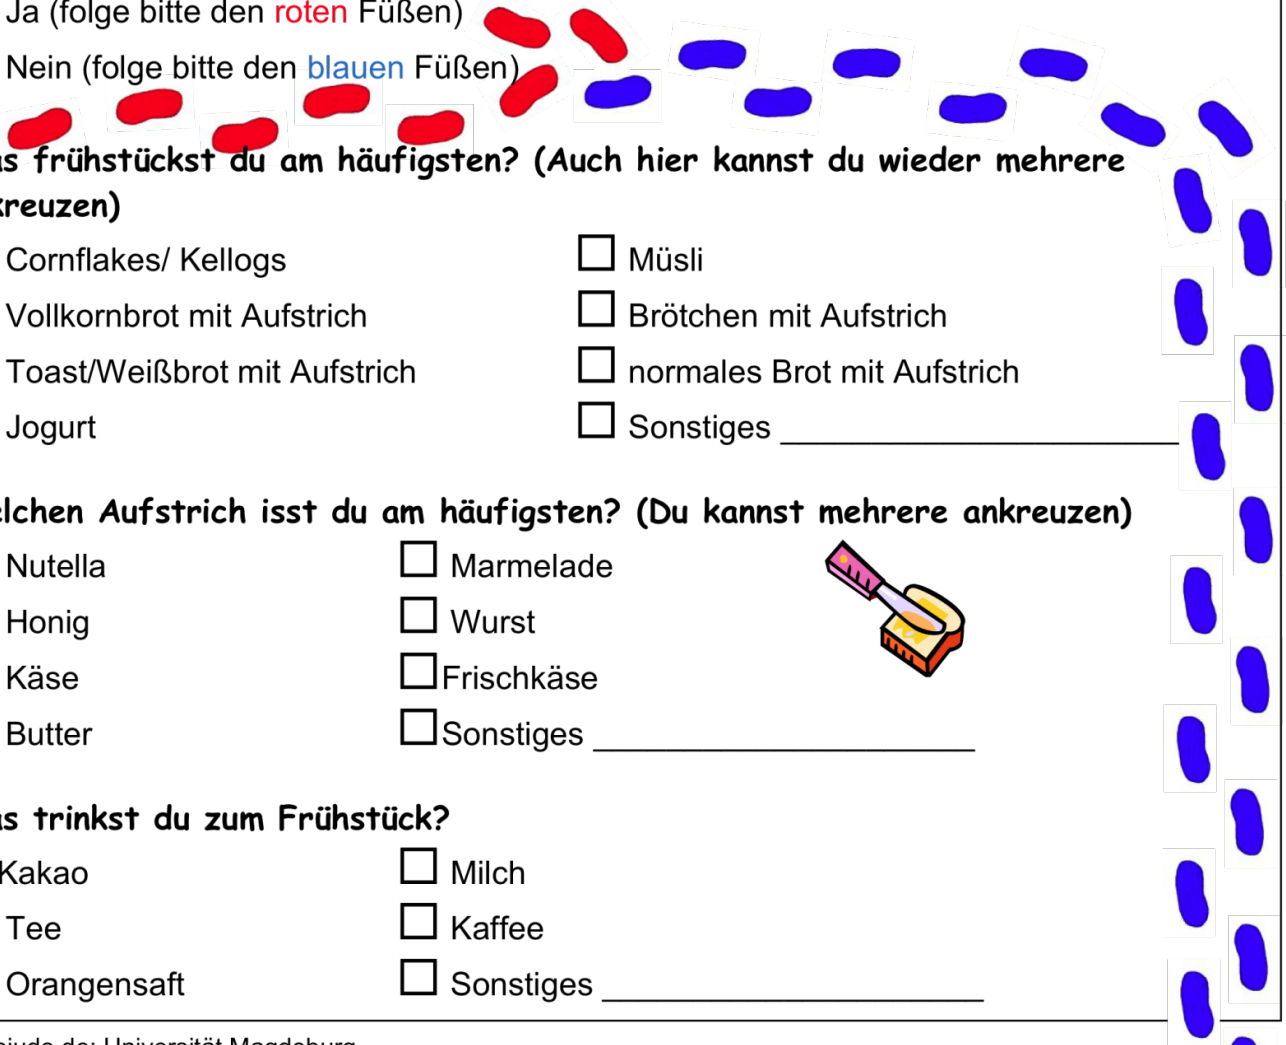 Ja (folge bitte den roten Füßen)
Nein (folge bitte den blauen Füßen)
frühstückst du am häufigsten? (Auch hier kannst du wieder mehrere
Cornflakes/ Kellogs Müsli
Vollkornbrot mit Aufstrich Brötchen mit Aufstrich
Toast/Weißbrot mit Aufstrich normales Brot mit Aufstrich
Jogurt Sonstiges
Aufstrich isst du am häufigsten? (Du kannst mehrere ankreuzen)
Nutella Marmelade
Honig Wurst
Käse Frischkäse
Butter Sonstiges
trinkst du zum Frühstück?
Kakao Milch
Tee Kaffee
Orangensaft Sonstiges
Universität Magdeburg